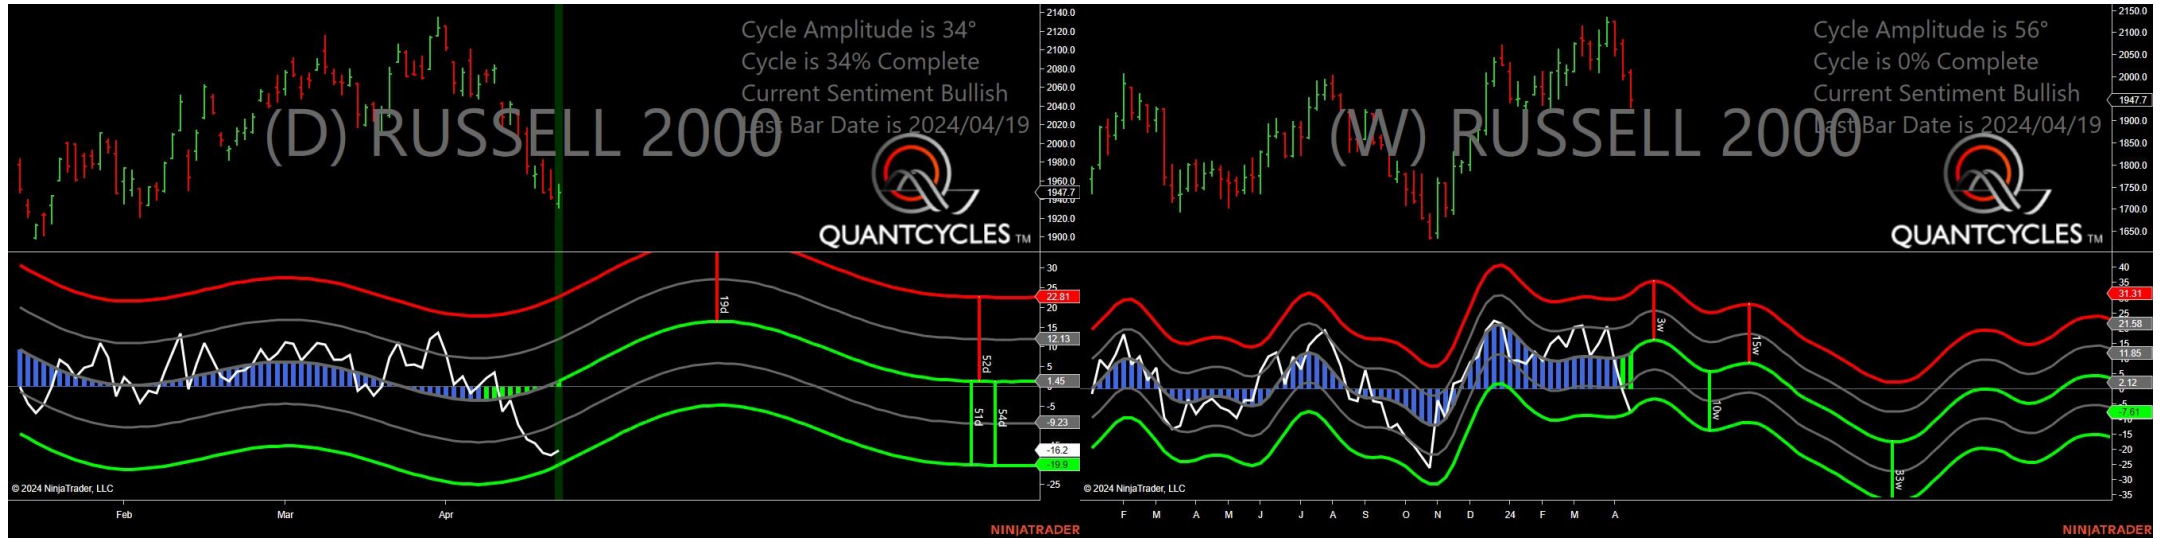 Cycle Amplitude is 34°
Cycle is 34% Complete
Current Sentiment Bullish
Last Bar Date is 2024/04/19
(D) RUSSELL 2000
QUANTCYCLES TM
2140.0
2120.0
2100.0
2080.0
2060.0
2040.0
2020.0
2000.0
1980.0
1960.0
1947.7
1940.0
1920.0
1900.0
19d
52d
51d
54d
30
25
22.81
20
15
12.13
10
5
1.45
-5
-9.23
-16.2
-19.9
-25
© 2024 NinjaTrader, LLC
Feb Mar Apr
NINJATRADER
Cycle Amplitude is 56°
Cycle is 0% Complete
Current Sentiment Bullish
Last Bar Date is 2024/04/19
(W) RUSSELL 2000
QUANTCYCLES TM
2150.0
2100.0
2050.0
2000.0
1947.7
1900.0
1850.0
1800.0
1750.0
1700.0
1650.0
3w
15w
10w
33w
40
35
31.31
25
21.58
15
11.85
5
2.12
-5
-7.61
-15
-20
-25
-30
-35
© 2024 NinjaTrader, LLC
F M A M J J A S O N D 24 F M A
NINJATRADER